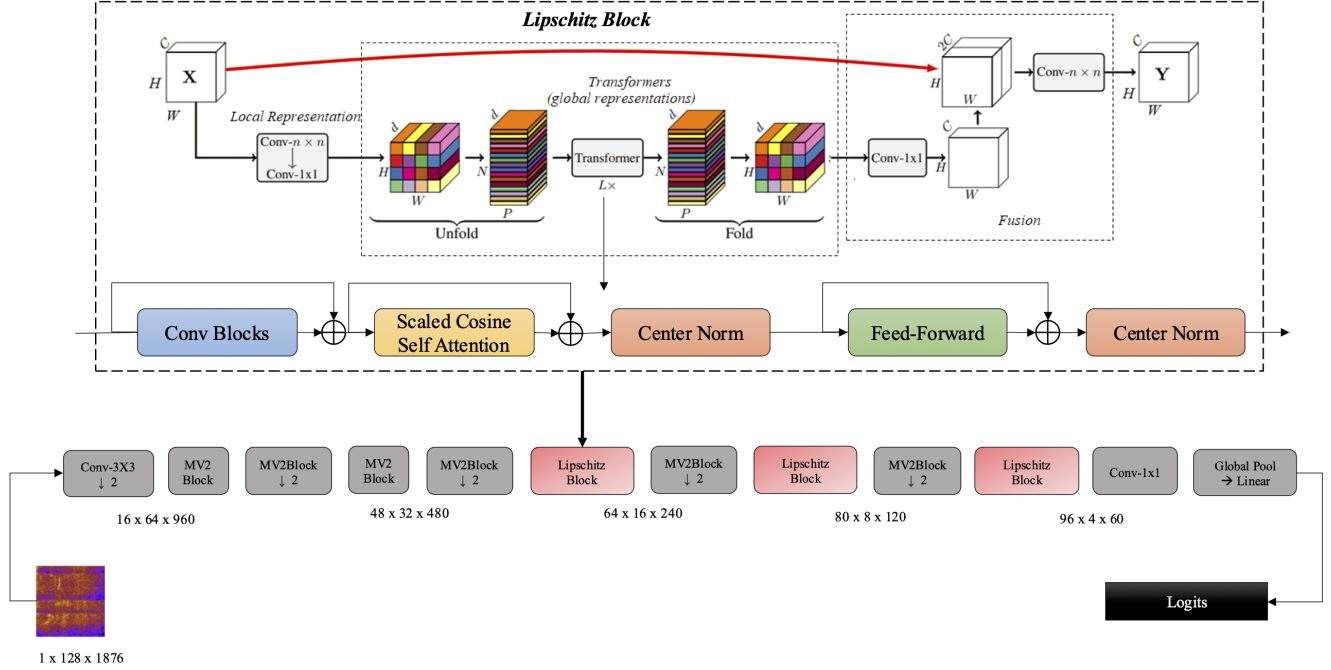 Lipschitz Block
C
X
H
W
Local Representation
Conv-n × n
↓
Conv-1x1
Transformers
(global representations)
d
H
W
d
N
P
Unfold
Transformer
L×
d
N
P
d
H
W
Fold
Conv-1x1
C
H
W
2C
H
W
Conv-n × n
C
Y
H
W
Fusion
Conv Blocks
Scaled Cosine
Self Attention
Center Norm
Feed-Forward
Center Norm
Conv-3X3
↓ 2
MV2
Block
MV2Block
↓ 2
MV2
Block
MV2Block
↓ 2
Lipschitz
Block
MV2Block
↓ 2
Lipschitz
Block
MV2Block
↓ 2
Lipschitz
Block
Conv-1x1
Global Pool
→ Linear
16 x 64 x 960
48 x 32 x 480
64 x 16 x 240
80 x 8 x 120
96 x 4 x 60
Logits
1 x 128 x 1876